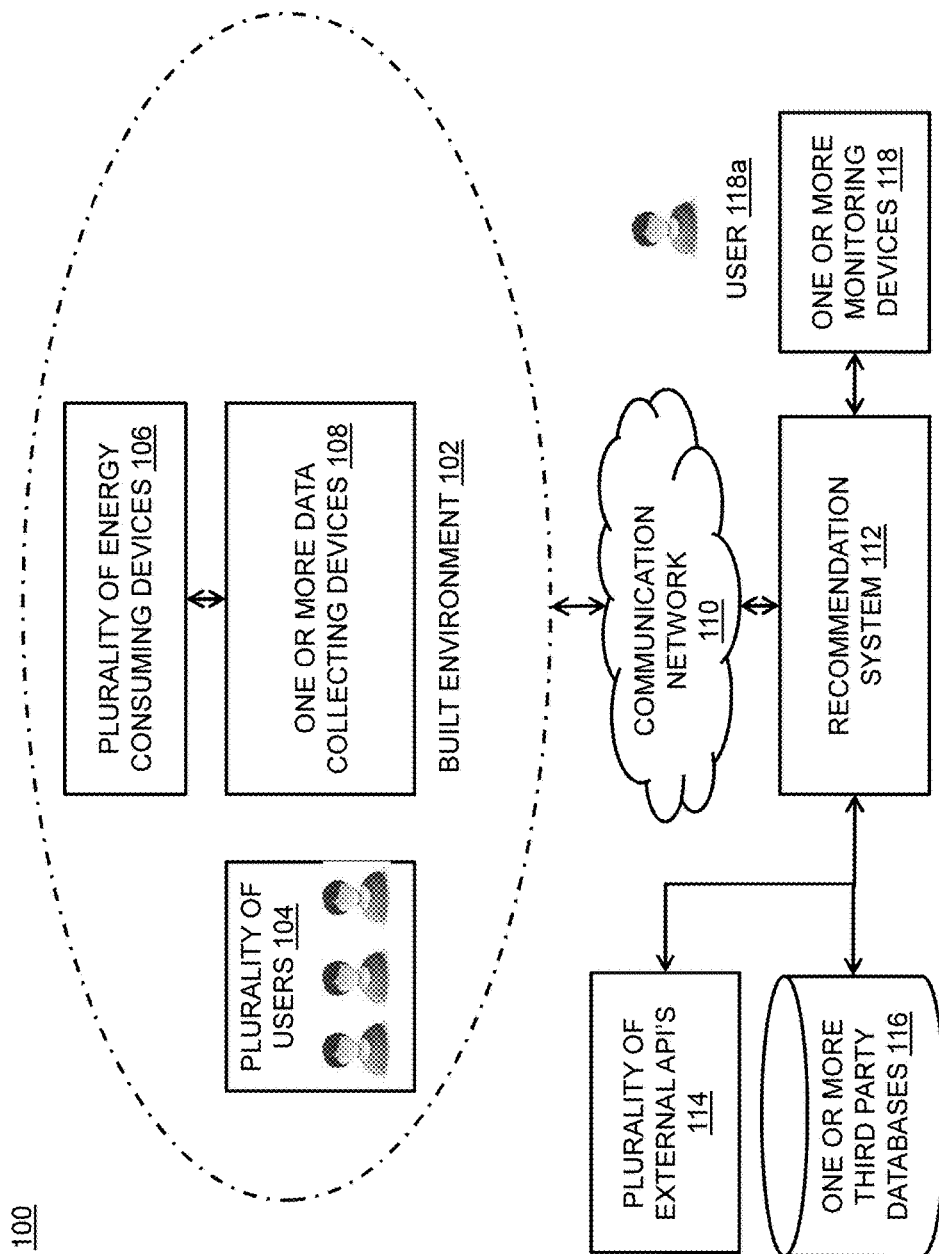 100
PLURALITY OF ENERGY
CONSUMING DEVICES 106
PLURALITY OF
USERS 104
ONE OR MORE DATA
COLLECTING DEVICES 108
BUILT ENVIRONMENT 102
COMMUNICATION
NETWORK
110
USER 118a
PLURALITY OF
EXTERNAL API'S
114
ONE OR MORE
THIRD PARTY
DATABASES 116
RECOMMENDATION
SYSTEM 112
ONE OR MORE
MONITORING
DEVICES 118